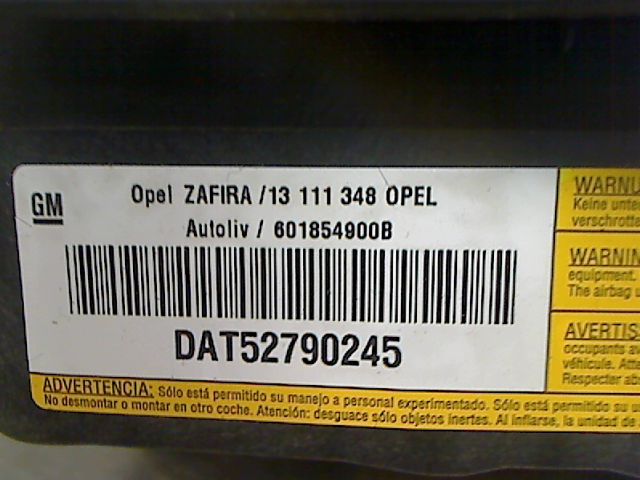 GM
Opel ZAFIRA / 13 111 348 OPEL
Autoliv / 601854900B
DAT52790245
Keine
verschrotte
WARNIN
equipment.
The airbag u
AVERTIS
occupants
véhicule. Atte
Respecter
ADVERTENCIA: Sólo está permitido su manejo a personal experimentado. Sólo está permitido su
No desmontar o montar en otro coche. Atención: desguace sólo objetos inertes. Al inflarse, la unidad de